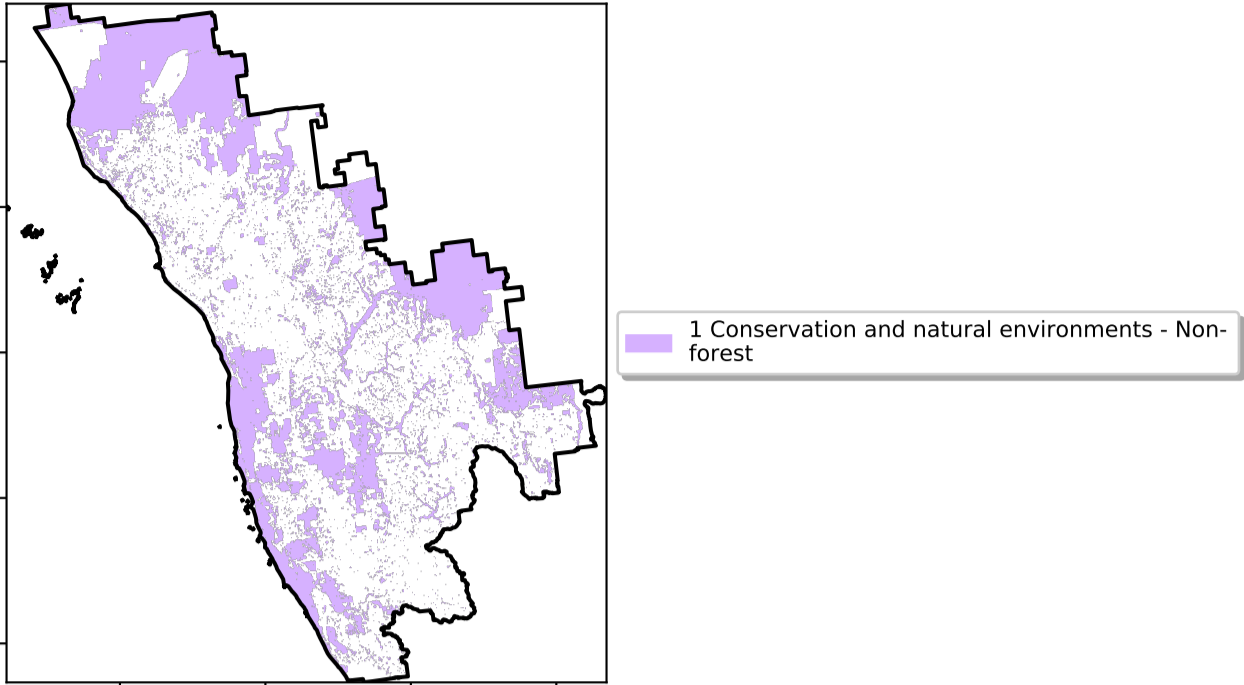 1 Conservation and natural environments - Non-
forest